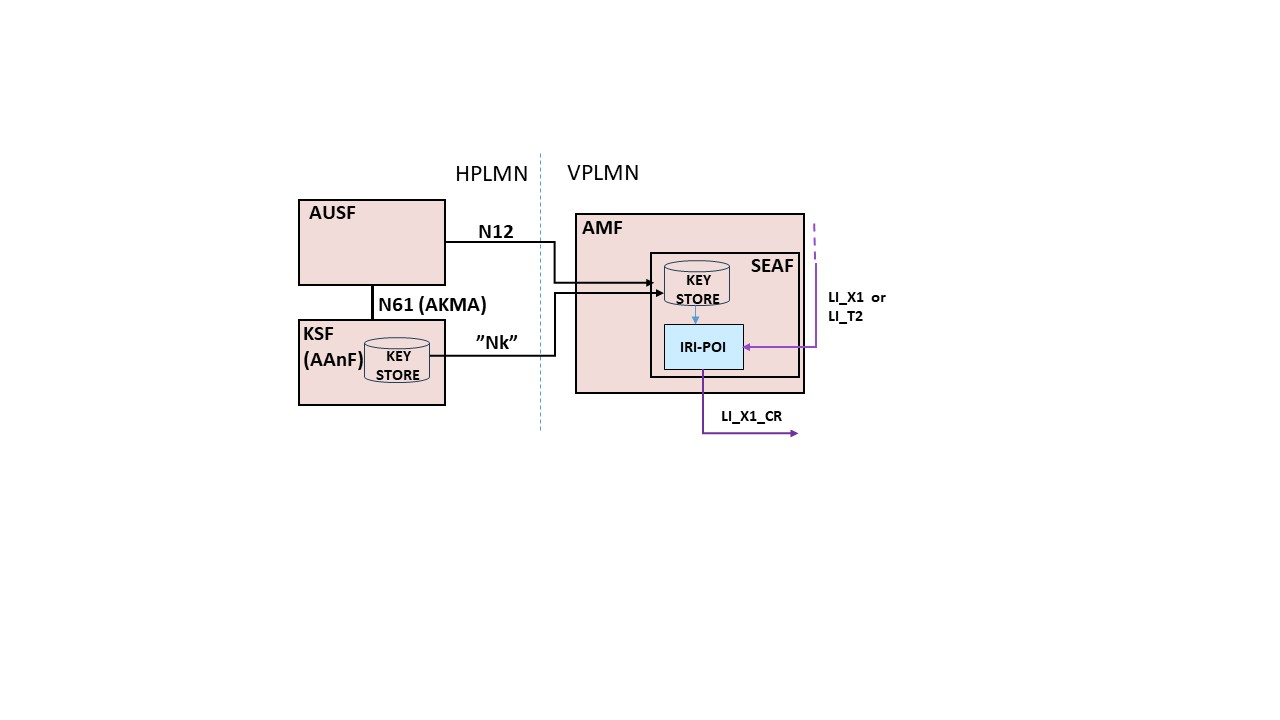 HPLMN
VPLMN
AUSF
N12
AMF
SEAF
KEY
STORE
N61 (AKMA)
LI_X1 or
LI_T2
KSF
(AAnF)
KEY
STORE
”Nk”
IRI-POI
LI_X1_CR